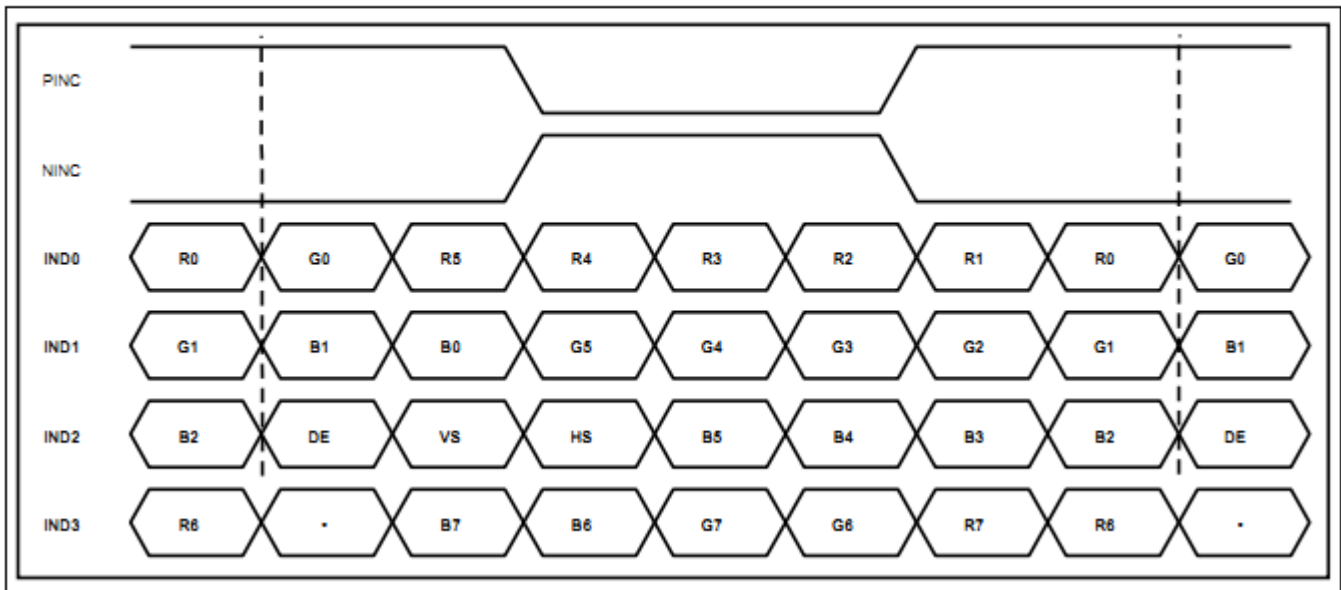 PINC
NINC
IND0 R0 G0 R5 R4 R3 R2 R1 R0 G0
IND1 G1 B1 B0 G5 G4 G3 G2 G1 B1
IND2 B2 DE VS HS B5 B4 B3 B2 DE
IND3 R6 - B7 B6 G7 G6 R7 R6 -